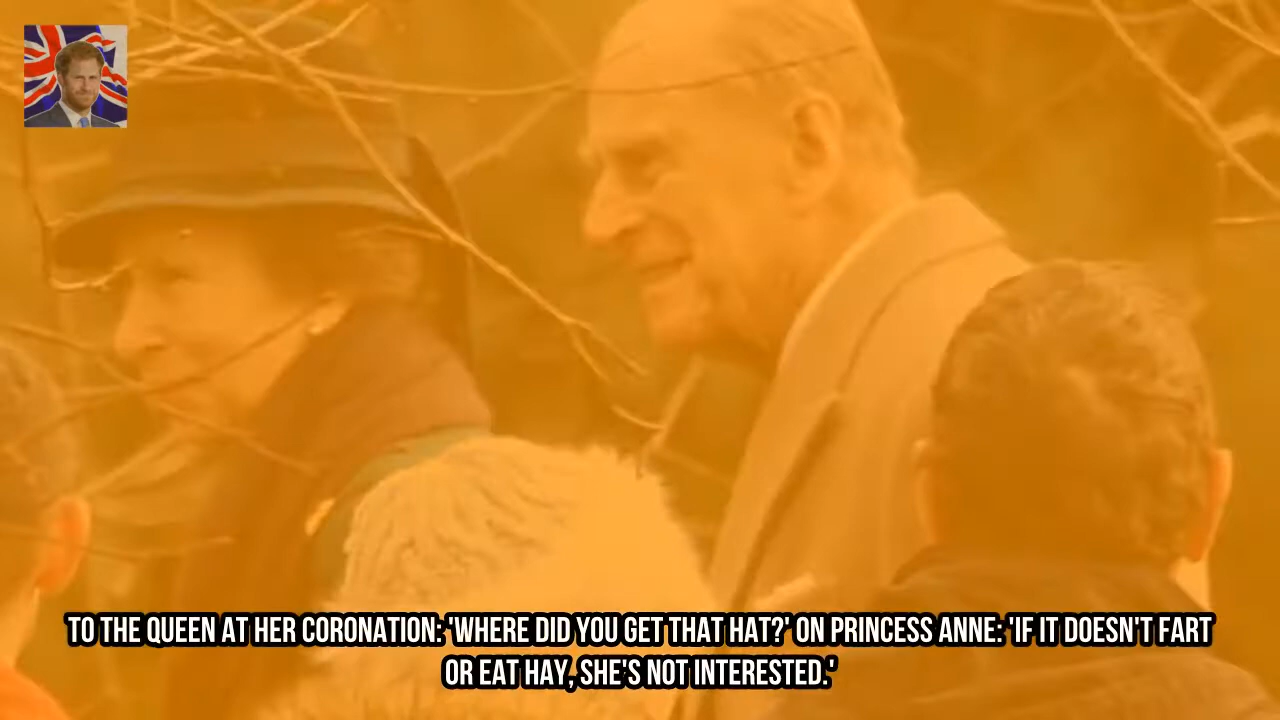 TO THE QUEEN AT HER CORONATION: 'WHERE DID YOU GET THAT HAT?' ON PRINCESS ANNE: 'IF IT DOESN'T FART
OR EAT HAY, SHE'S NOT INTERESTED.'